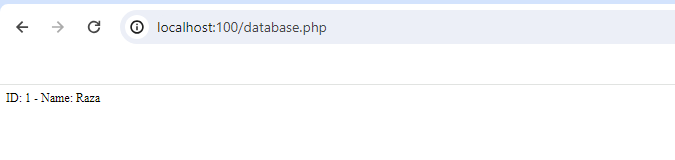 localhost:100/database.php
ID: 1 - Name: Raza